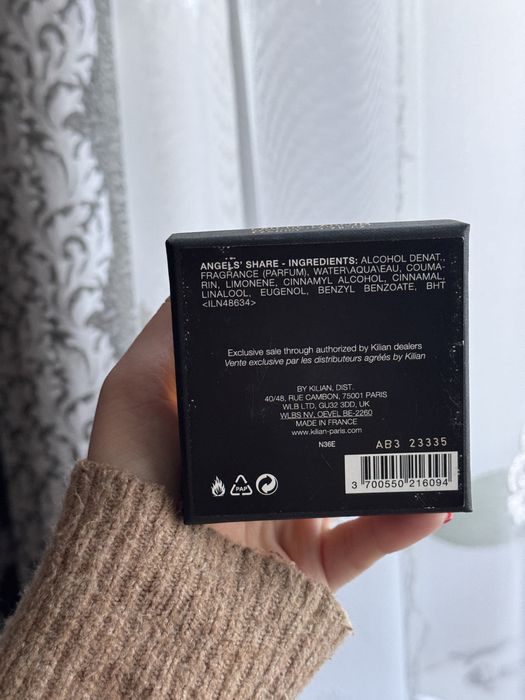 ANGELS' SHARE - INGREDIENTS: ALCOHOL DENAT.,
FRAGRANCE (PARFUM), WATER\AQUA\EAU, COUMA-
RIN, LIMONENE, CINNAMYL ALCOHOL, CINNAMAL,
LINALOOL, EUGENOL, BENZYL BENZOATE, BHT
<ILN48634>
Exclusive sale through authorized by Kilian dealers
Vente exclusive par les distributeurs agréés by Kilian
BY KILIAN, DIST.
40/48, RUE CAMBON, 75001 PARIS
WLB LTD, GU32 3DD, UK
WLBS NV, OEVEL BE-2260
MADE IN FRANCE
www.kilian-paris.com
N36E
AB3 23335
PAP
3 700550 216094